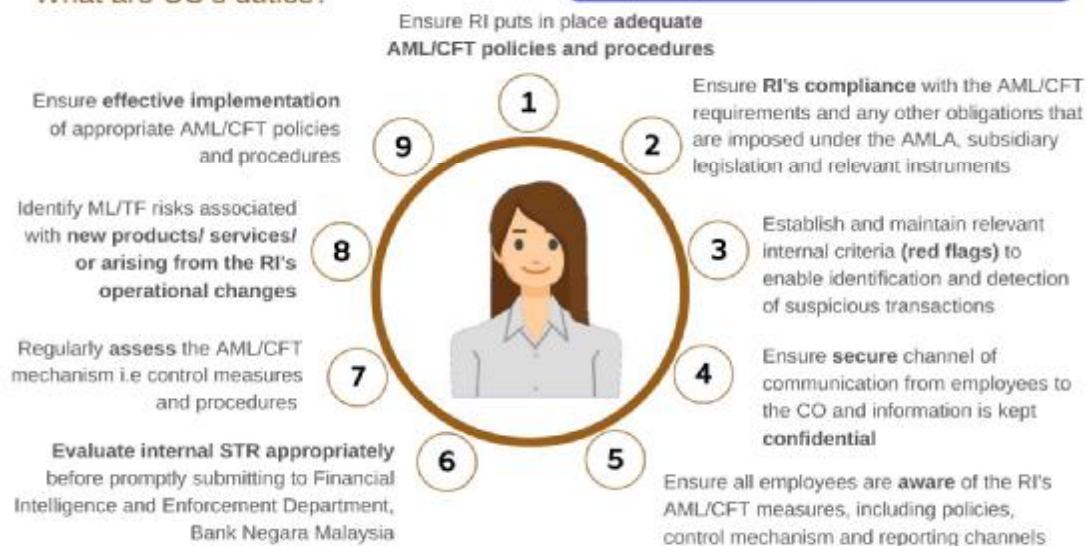 What are CO's duties?
1
Ensure RI puts in place adequate
AML/CFT policies and procedures
2
Ensure RI's compliance with the AML/CFT
requirements and any other obligations that
are imposed under the AMLA, subsidiary
legislation and relevant instruments
3
Establish and maintain relevant
internal criteria (red flags) to
enable identification and detection
of suspicious transactions
4
Ensure secure channel of
communication from employees to
the CO and information is kept
confidential
5
Ensure all employees are aware of the RI's
AML/CFT measures, including policies,
control mechanism and reporting channels
6
Evaluate internal STR appropriately
before promptly submitting to Financial
Intelligence and Enforcement Department,
Bank Negara Malaysia
7
Regularly assess the AML/CFT
mechanism i.e control measures
and procedures
8
Identify ML/TF risks associated
with new products/ services/
or arising from the RI's
operational changes
9
Ensure effective implementation
of appropriate AML/CFT policies
and procedures